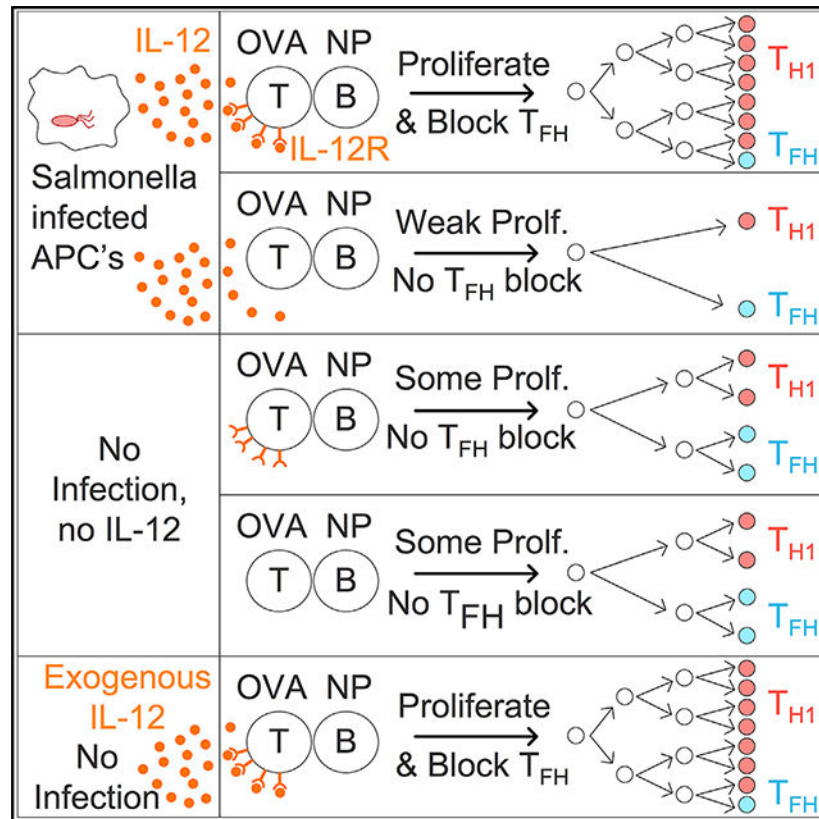 IL-12
Salmonella
infected
APC's
OVA NP
T B
IL-12R
Proliferate
& Block TFH
TH1
TFH
OVA NP
T B
Weak Prolf.
No TFH block
TH1
TFH
No
Infection,
no IL-12
OVA NP
T B
Some Prolf.
No TFH block
TH1
TFH
OVA NP
T B
Some Prolf.
No TFH block
TH1
TFH
Exogenous
IL-12
No
Infection
OVA NP
T B
Proliferate
& Block TFH
TH1
TFH